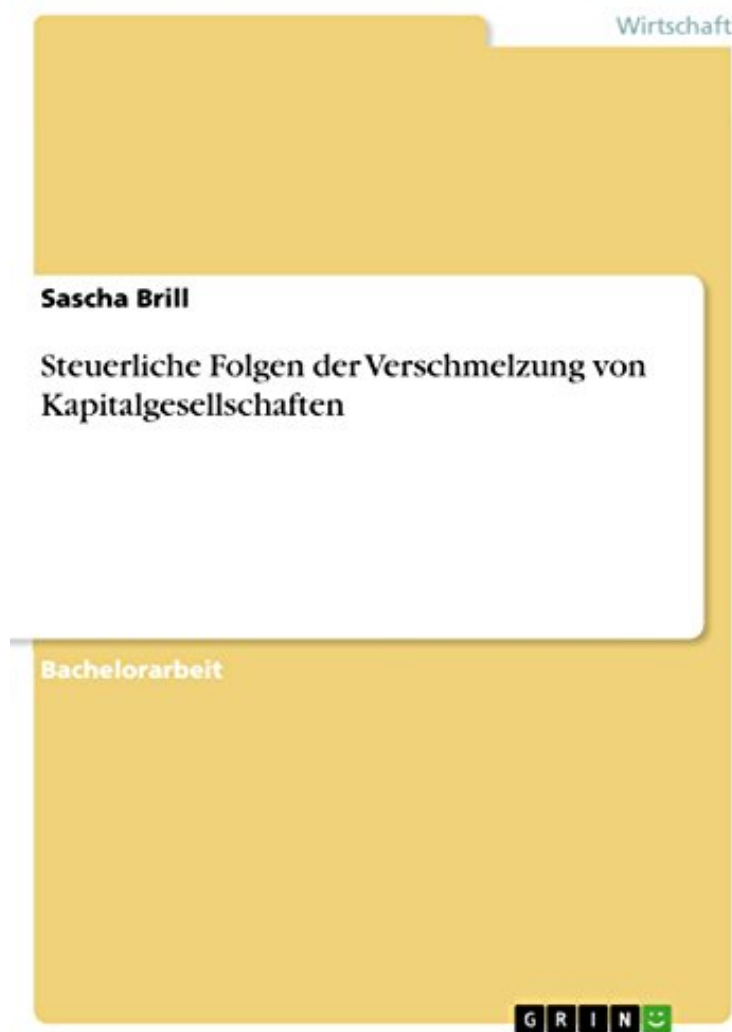 Wirtschaft
Sascha Brill
Steuerliche Folgen der Verschmelzung von
Kapitalgesellschaften
Bachelorarbeit
GRIN